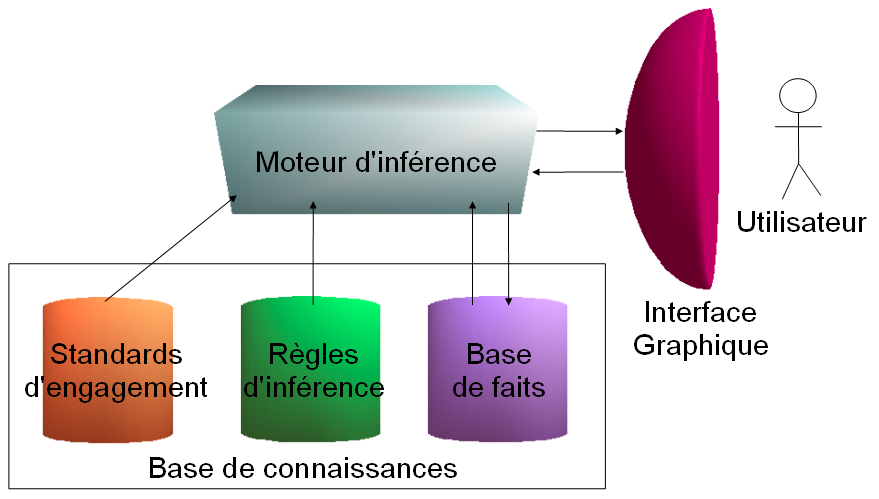 Moteur d'inférence
Utilisateur
Interface
Graphique
Standards
d'engagement
Règles
d'inférence
Base
de faits
Base de connaissances